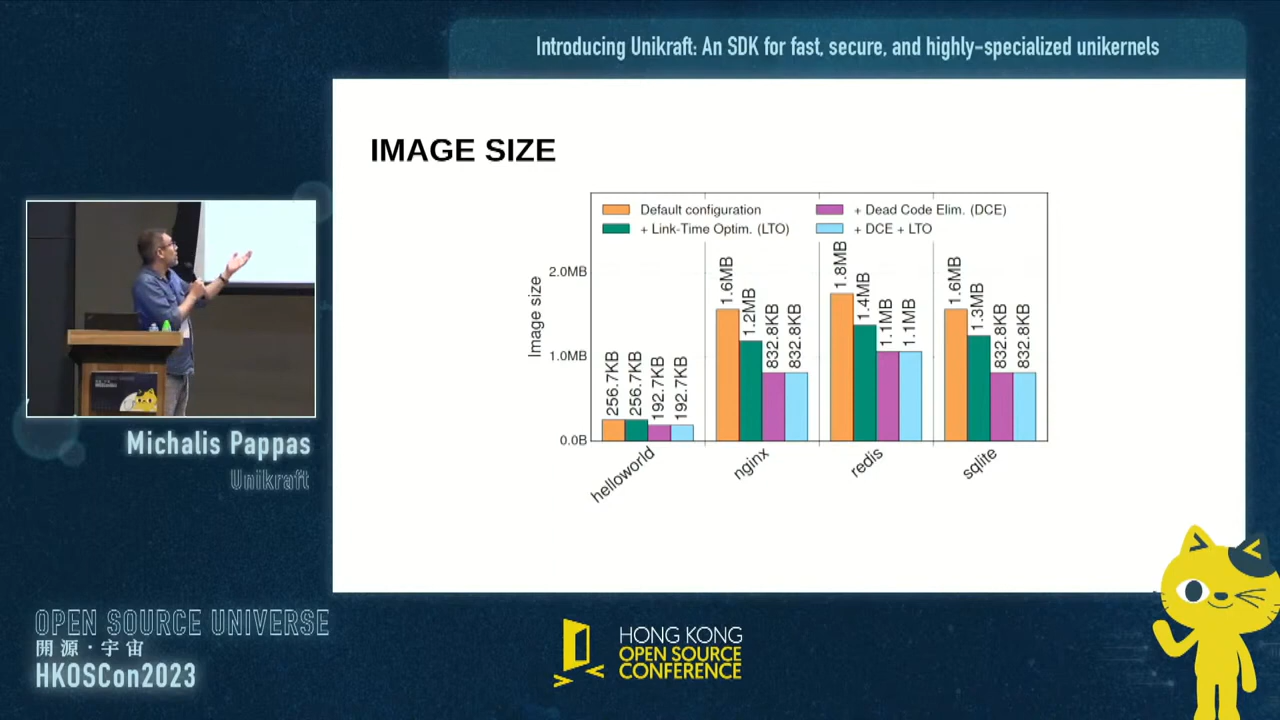 Introducing Unikraft: An SDK for fast, secure, and highly-specialized unikernels
IMAGE SIZE
Default configuration
+ Link-Time Optim. (LTO)
+ Dead Code Elim. (DCE)
+ DCE + LTO
Image size
2.0MB
1.0MB
0.0B
256.7KB
256.7KB
192.7KB
192.7KB
1.6MB
1.2MB
832.8KB
832.8KB
1.8MB
1.4MB
1.1MB
1.1MB
1.6MB
1.3MB
832.8KB
832.8KB
helloworld
nginx
redis
sqlite
Michalis Pappas
Unikraft
OPEN SOURCE UNIVERSE
開源·宇宙
HKOSCon2023
HONG KONG
OPEN SOURCE
CONFERENCE